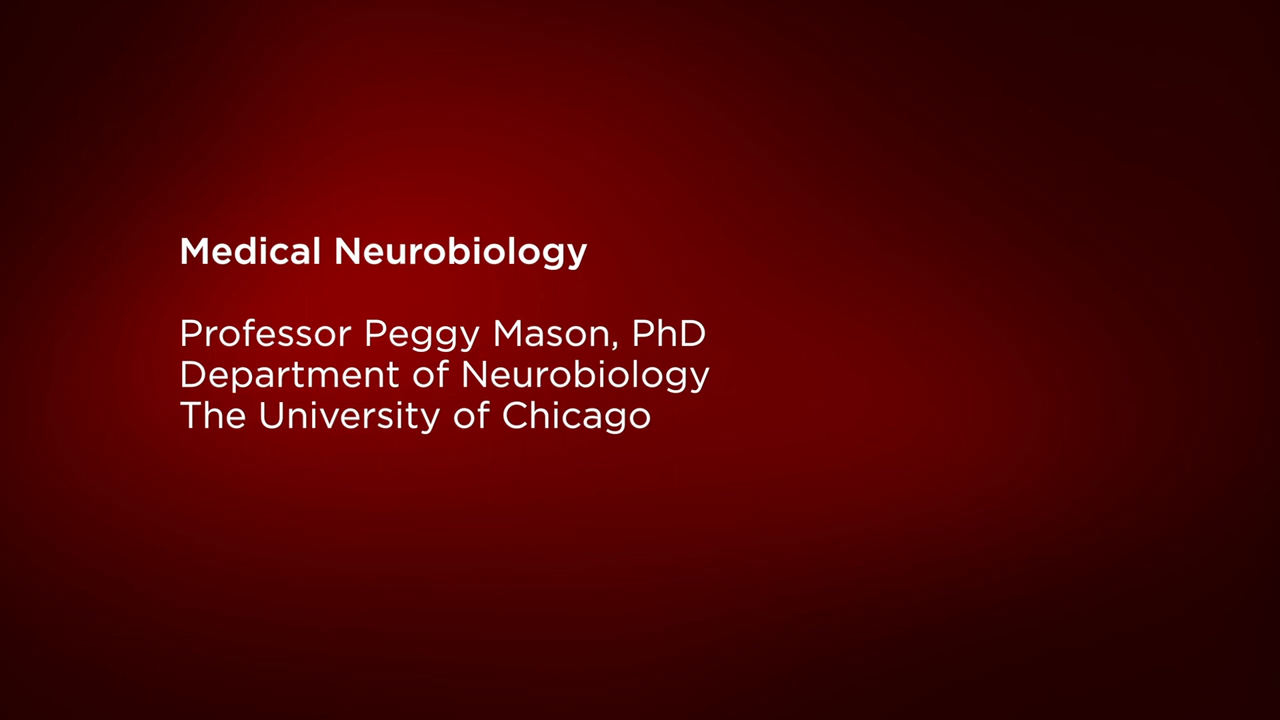 Medical Neurobiology
Professor Peggy Mason, PhD
Department of Neurobiology
The University of Chicago